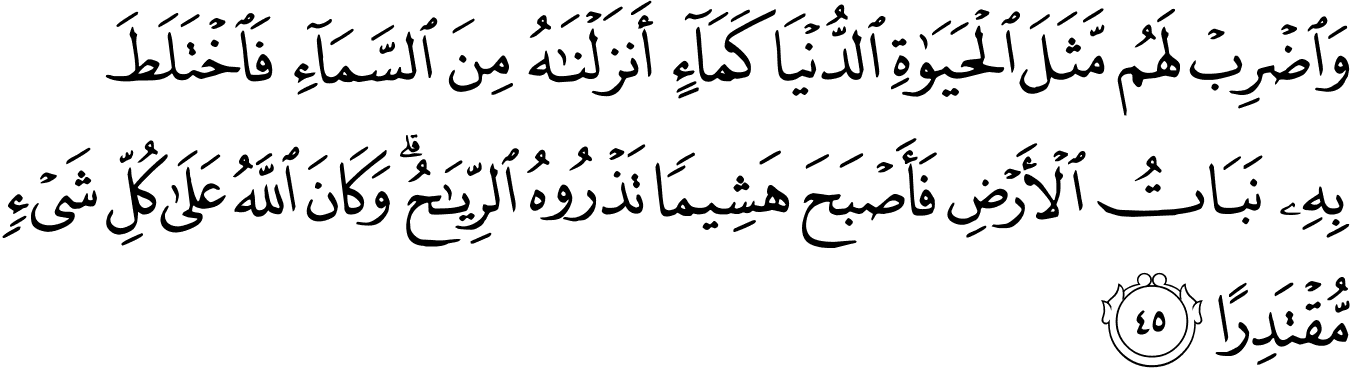 وَٱضْرِبْ لَهُم مَّثَلَ ٱلْحَيَوٰةِ ٱلدُّنْيَا كَمَآءٍ أَنزَلْنَـٰهُ مِنَ ٱلسَّمَآءِ فَٱخْتَلَطَ
بِهِۦ نَبَاتُ ٱلْأَرْضِ فَأَصْبَحَ هَشِيمًا تَذْرُوهُ ٱلرِّيَـٰحُ ۗ وَكَانَ ٱللَّهُ عَلَىٰ كُلِّ شَىْءٍ
مُّقْتَدِرًا ٤٥